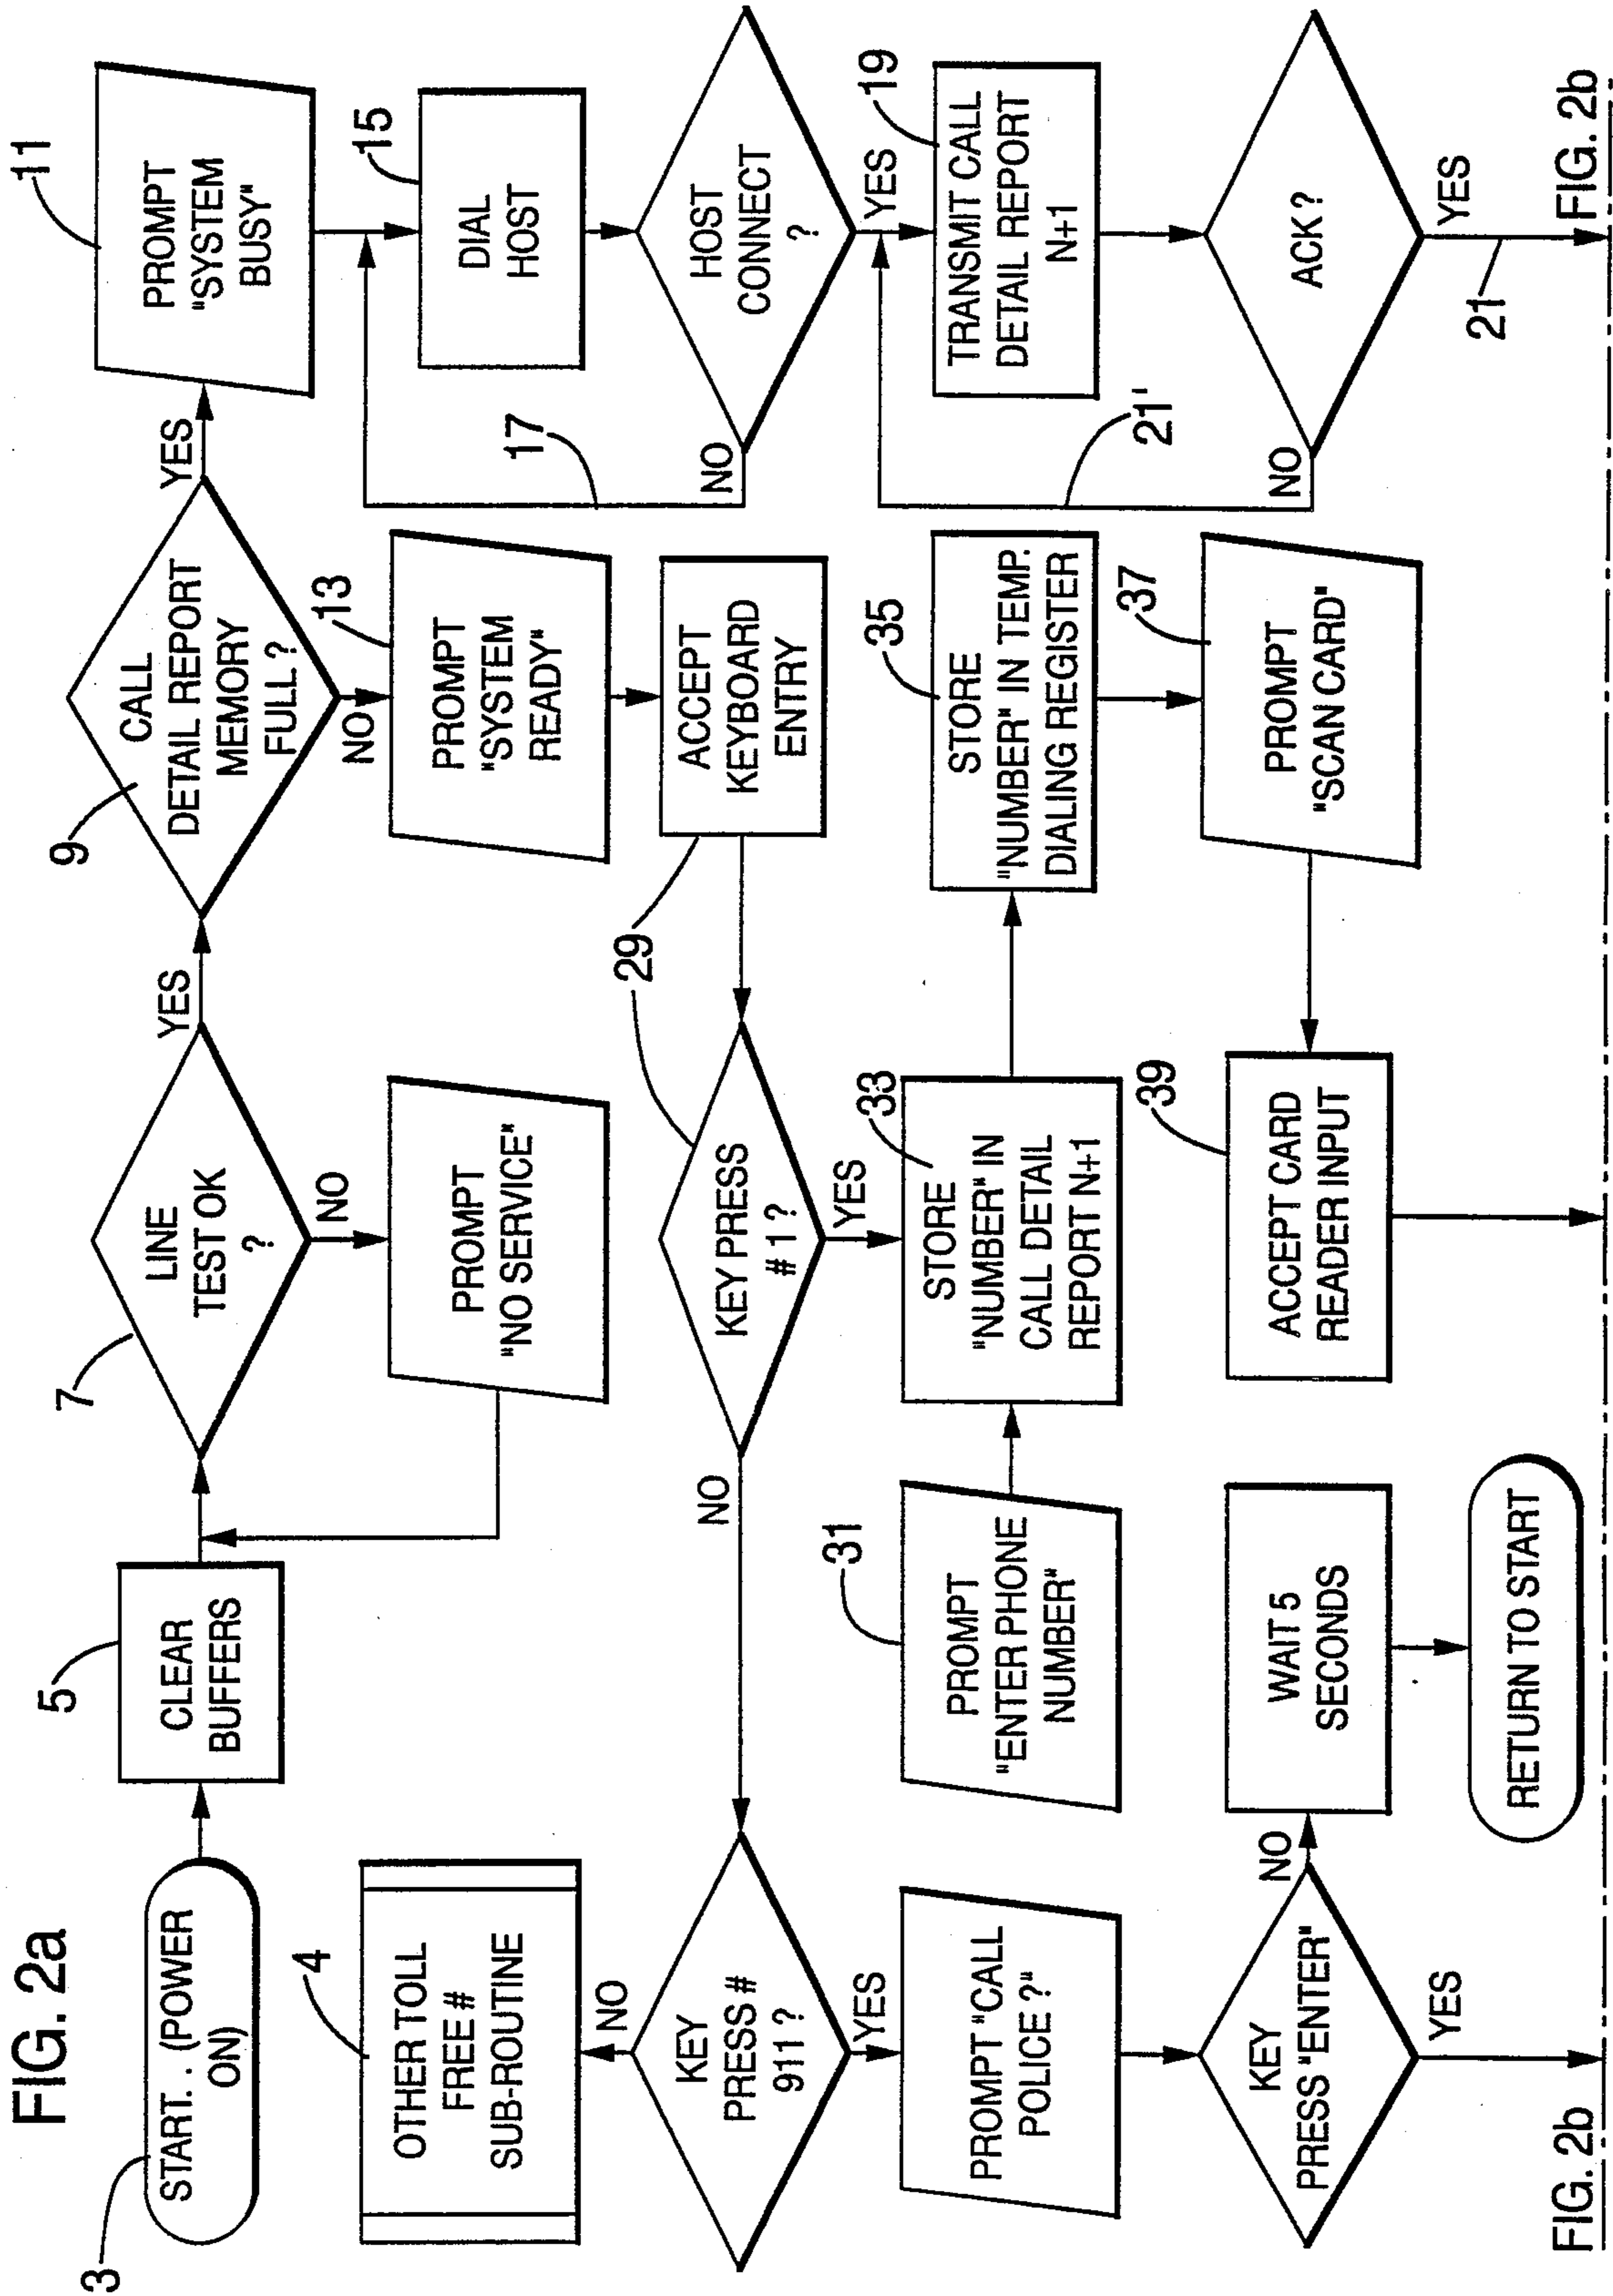 FIG. 2a
3
START. . (POWER
ON)
5
CLEAR
BUFFERS
7
LINE
TEST OK
?
YES
NO
PROMPT
"NO SERVICE"
9
CALL
DETAIL REPORT
MEMORY
FULL ?
YES
NO
11
PROMPT
"SYSTEM
BUSY"
13
PROMPT
"SYSTEM
READY"
15
DIAL
HOST
17
HOST
CONNECT
?
NO
YES
19
TRANSMIT CALL
DETAIL REPORT
N+1
21'
ACK?
NO
YES
21
FIG. 2b
ACCEPT
KEYBOARD
ENTRY
29
KEY PRESS
# 1 ?
NO
YES
4
OTHER TOLL
FREE #
SUB-ROUTINE
NO
KEY
PRESS #
911 ?
YES
31
PROMPT
"ENTER PHONE
NUMBER"
33
STORE
"NUMBER" IN
CALL DETAIL
REPORT N+1
35
STORE
"NUMBER" IN TEMP.
DIALING REGISTER
37
PROMPT
"SCAN CARD"
39
ACCEPT CARD
READER INPUT
PROMPT "CALL
POLICE ?"
KEY
PRESS "ENTER"
NO
YES
WAIT 5
SECONDS
RETURN TO START
FIG. 2b